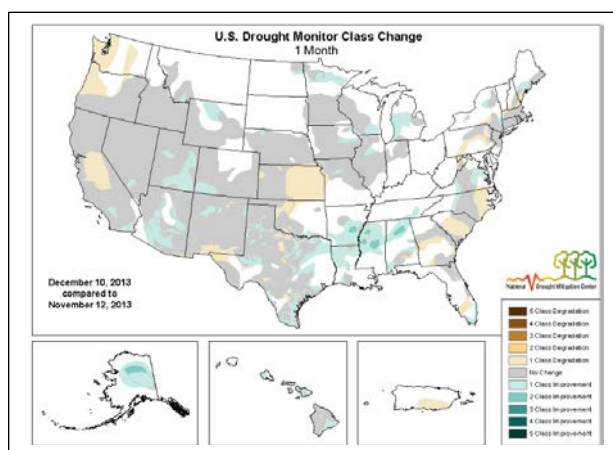 U.S. Drought Monitor Class Change
1 Month
December 10, 2013
compared to
November 12, 2013
National Drought Mitigation Center
5 Class Degradation
4 Class Degradation
3 Class Degradation
2 Class Degradation
1 Class Degradation
No Change
1 Class Improvement
2 Class Improvement
3 Class Improvement
4 Class Improvement
5 Class Improvement